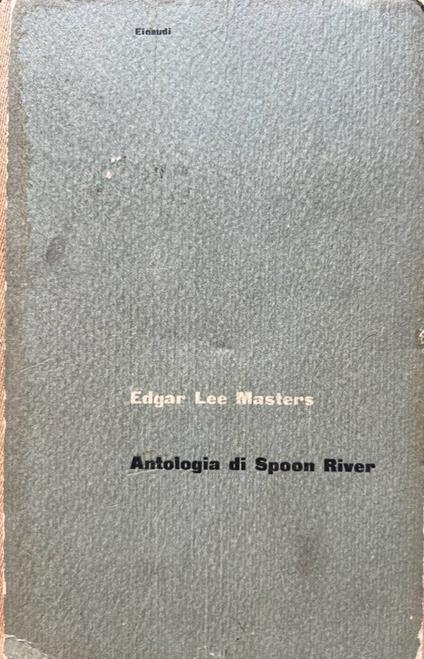 Einaudi
Edgar Lee Masters
Antologia di Spoon River